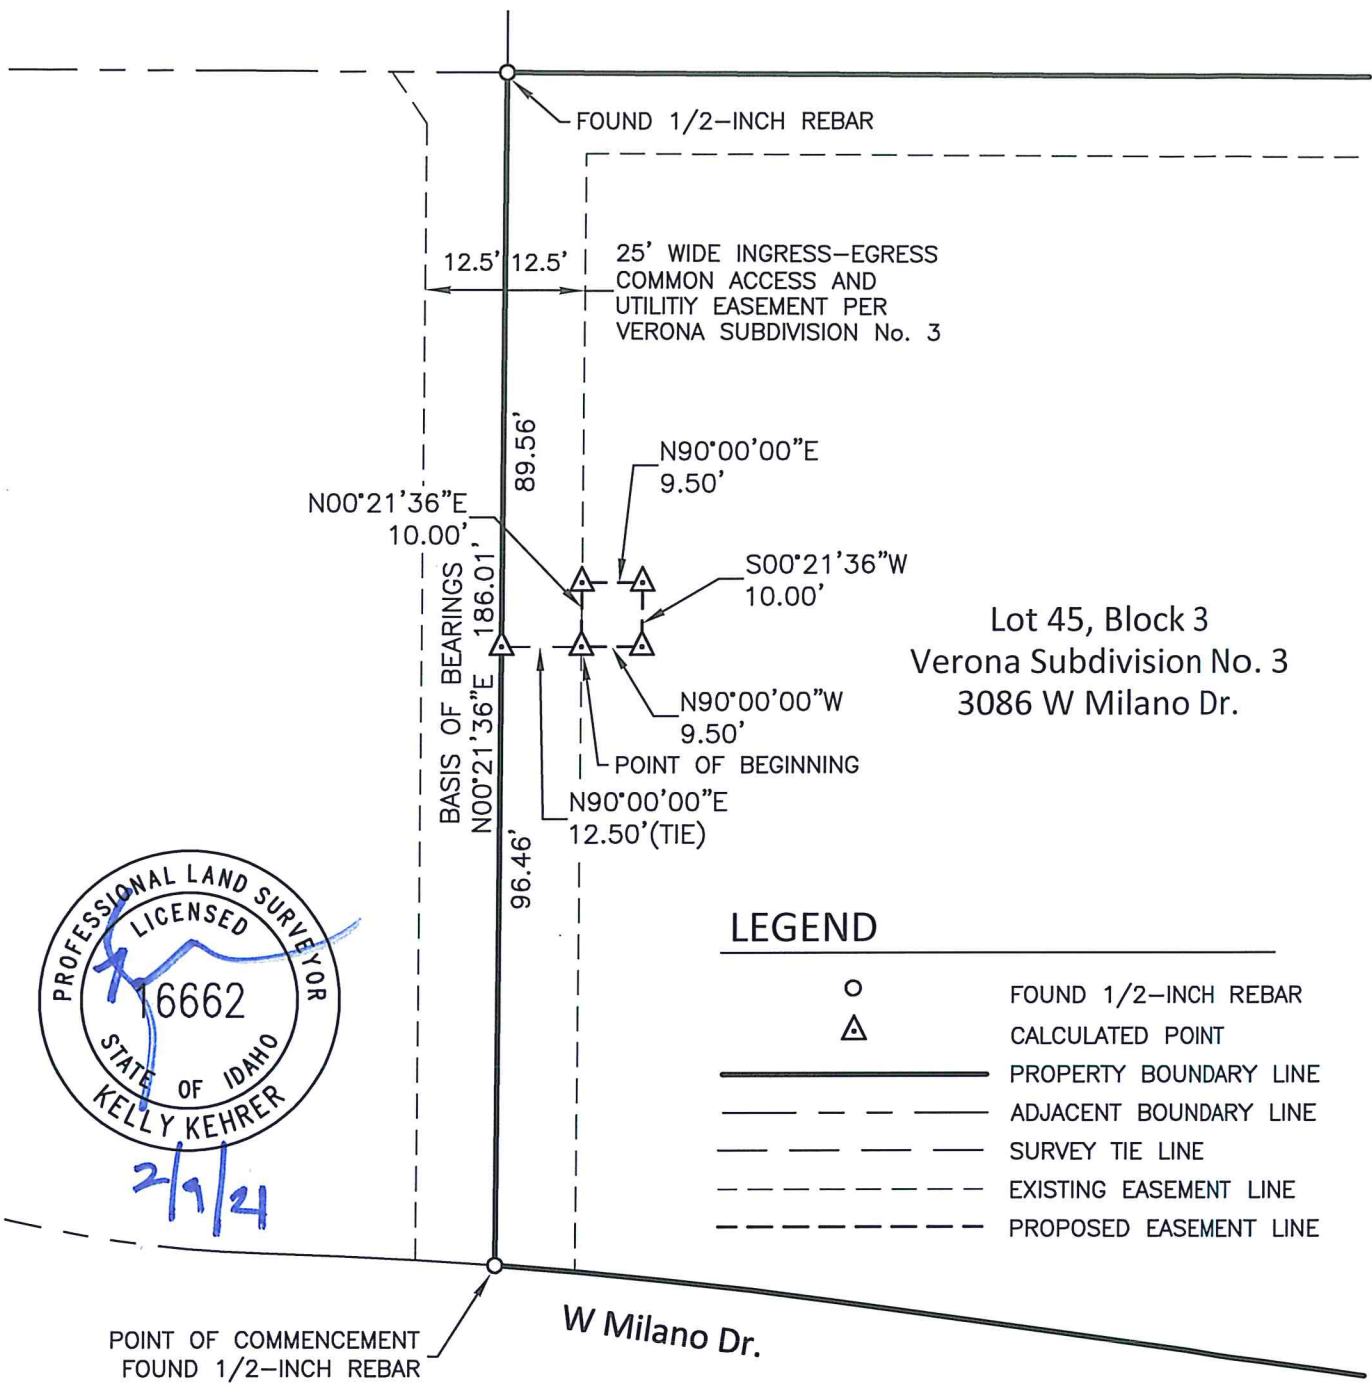 FOUND 1/2-INCH REBAR
12.5' 12.5'
25' WIDE INGRESS-EGRESS
COMMON ACCESS AND
UTILITIY EASEMENT PER
VERONA SUBDIVISION No. 3
89.56'
N90°00'00"E
9.50'
N00°21'36"E
10.00'
S00°21'36"W
10.00'
BASIS OF BEARINGS
N00°21'36"E 186.01'
Lot 45, Block 3
Verona Subdivision No. 3
3086 W Milano Dr.
N90°00'00"W
9.50'
POINT OF BEGINNING
N90°00'00"E
12.50'(TIE)
96.46'
PROFESSIONAL LAND SURVEYOR
LICENSED
16662
STATE OF IDAHO
KELLY KEHRER
2/9/21
LEGEND
FOUND 1/2-INCH REBAR
CALCULATED POINT
PROPERTY BOUNDARY LINE
ADJACENT BOUNDARY LINE
SURVEY TIE LINE
EXISTING EASEMENT LINE
PROPOSED EASEMENT LINE
W Milano Dr.
POINT OF COMMENCEMENT
FOUND 1/2-INCH REBAR